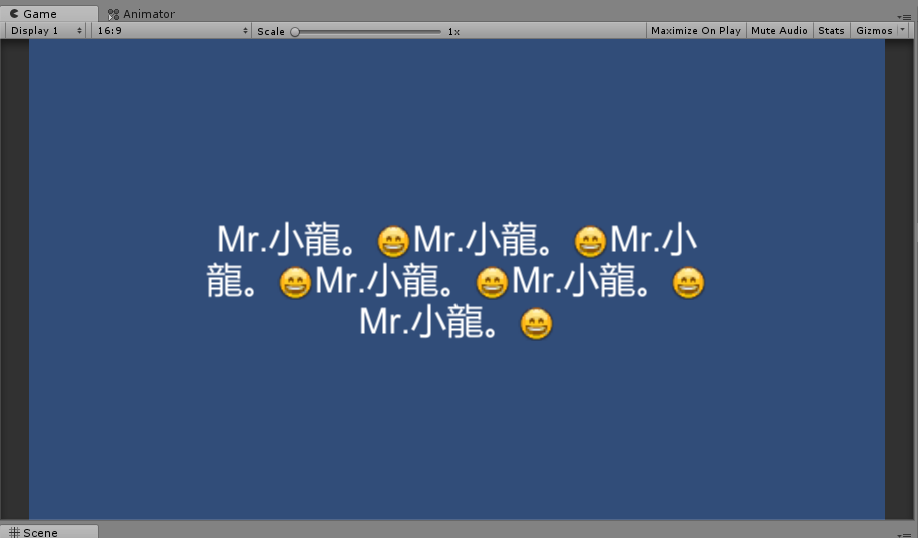 Game Animator
Display 1 16:9 Scale 1x Maximize On Play Mute Audio Stats Gizmos
Mr.小龍。😁Mr.小龍。😁Mr.小
龍。😁Mr.小龍。😁Mr.小龍。😁
Mr.小龍。😁
Scene